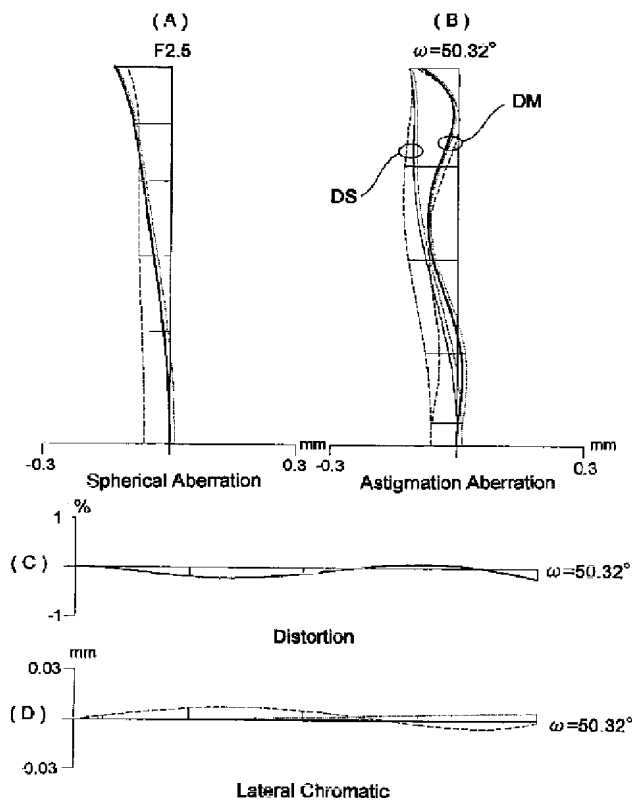 ( A )
F2.5
( B )
ω=50.32°
DM
DS
mm
-0.3
0.3
Spherical Aberration
mm
-0.3
0.3
Astigmation Aberration
%
1
( C )
-1
ω=50.32°
Distortion
mm
0.03
( D )
-0.03
ω=50.32°
Lateral Chromatic